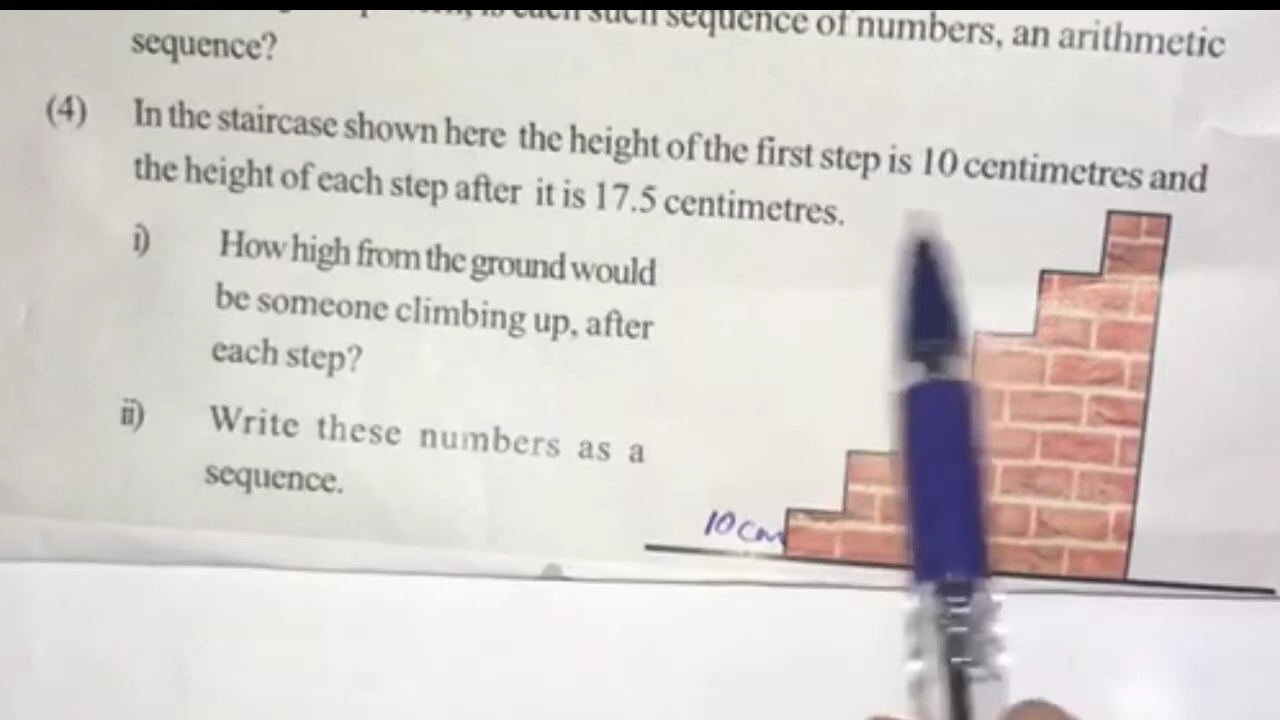 sequence of numbers, an arithmetic
sequence?
(4) In the staircase shown here the height of the first step is 10 centimetres and
the height of each step after it is 17.5 centimetres.
i) How high from the ground would
be someone climbing up, after
each step?
ii) Write these numbers as a
sequence.
10 cm